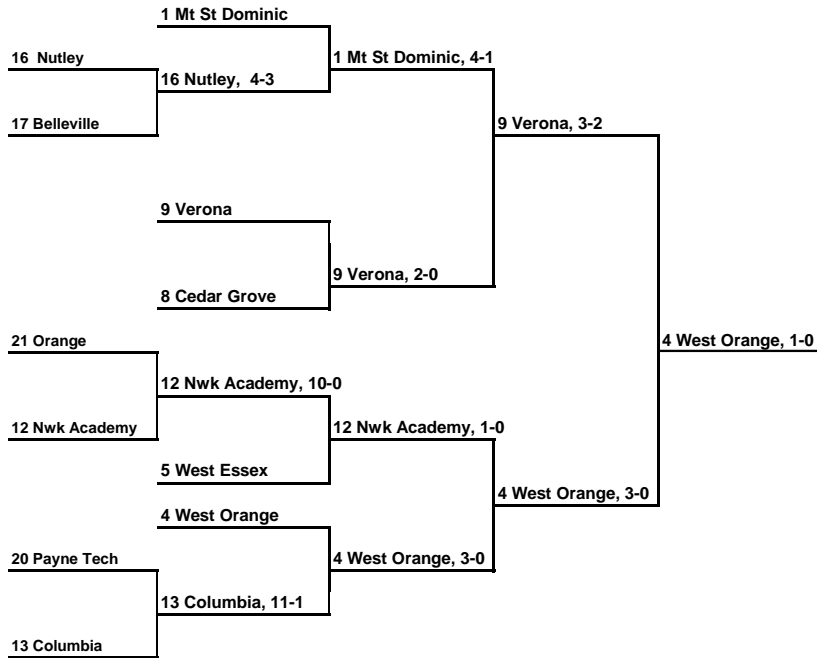 1 Mt St Dominic
16 Nutley
1 Mt St Dominic, 4-1
16 Nutley, 4-3
17 Belleville
9 Verona, 3-2
9 Verona
9 Verona, 2-0
8 Cedar Grove
21 Orange
4 West Orange, 1-0
12 Nwk Academy, 10-0
12 Nwk Academy
12 Nwk Academy, 1-0
5 West Essex
4 West Orange, 3-0
4 West Orange
20 Payne Tech
4 West Orange, 3-0
13 Columbia, 11-1
13 Columbia